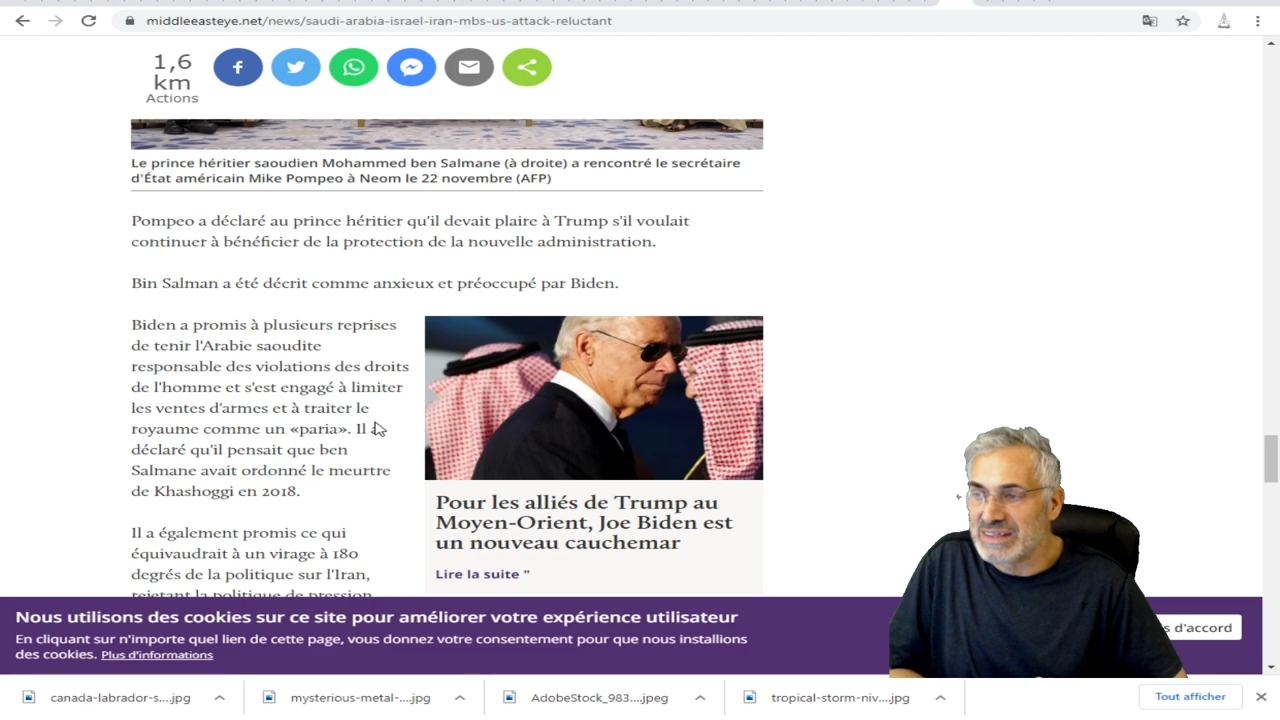 middleeasteye.net/news/saudi-arabia-israel-iran-mbs-us-attack-reluctant
1,6
km
Actions
Le prince héritier saoudien Mohammed ben Salmane (à droite) a rencontré le secrétaire
d'État américain Mike Pompeo à Neom le 22 novembre (AFP)
Pompeo a déclaré au prince héritier qu'il devait plaire à Trump s'il voulait
continuer à bénéficier de la protection de la nouvelle administration.
Bin Salman a été décrit comme anxieux et préoccupé par Biden.
Biden a promis à plusieurs reprises
de tenir l'Arabie saoudite
responsable des violations des droits
de l'homme et s'est engagé à limiter
les ventes d'armes et à traiter le
royaume comme un «paria». Il
déclaré qu'il pensait que ben
Salmane avait ordonné le meurtre
de Khashoggi en 2018.
Il a également promis ce qui
équivaudrait à un virage à 180
degrés de la politique sur l'Iran,
rejetant la politique de pression
Pour les alliés de Trump au
Moyen-Orient, Joe Biden est
un nouveau cauchemar
Lire la suite "
Nous utilisons des cookies sur ce site pour améliorer votre expérience utilisateur
En cliquant sur n'importe quel lien de cette page, vous donnez votre consentement pour que nous installions
des cookies. Plus d'informations
d'accord
canada-labrador-s....jpg
mysterious-metal-....jpg
AdobeStock_983....jpeg
tropical-storm-niv....jpg
Tout afficher